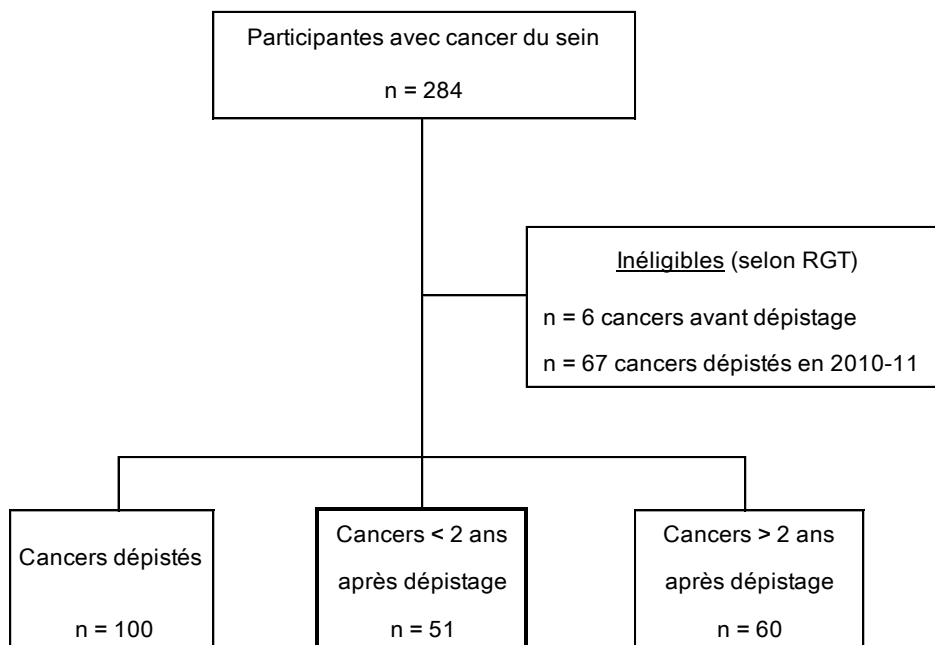 Participantes avec cancer du sein
n = 284
Inéligibles (selon RGT)
n = 6 cancers avant dépistage
n = 67 cancers dépistés en 2010-11
Cancers dépistés
n = 100
Cancers < 2 ans
après dépistage
n = 51
Cancers > 2 ans
après dépistage
n = 60